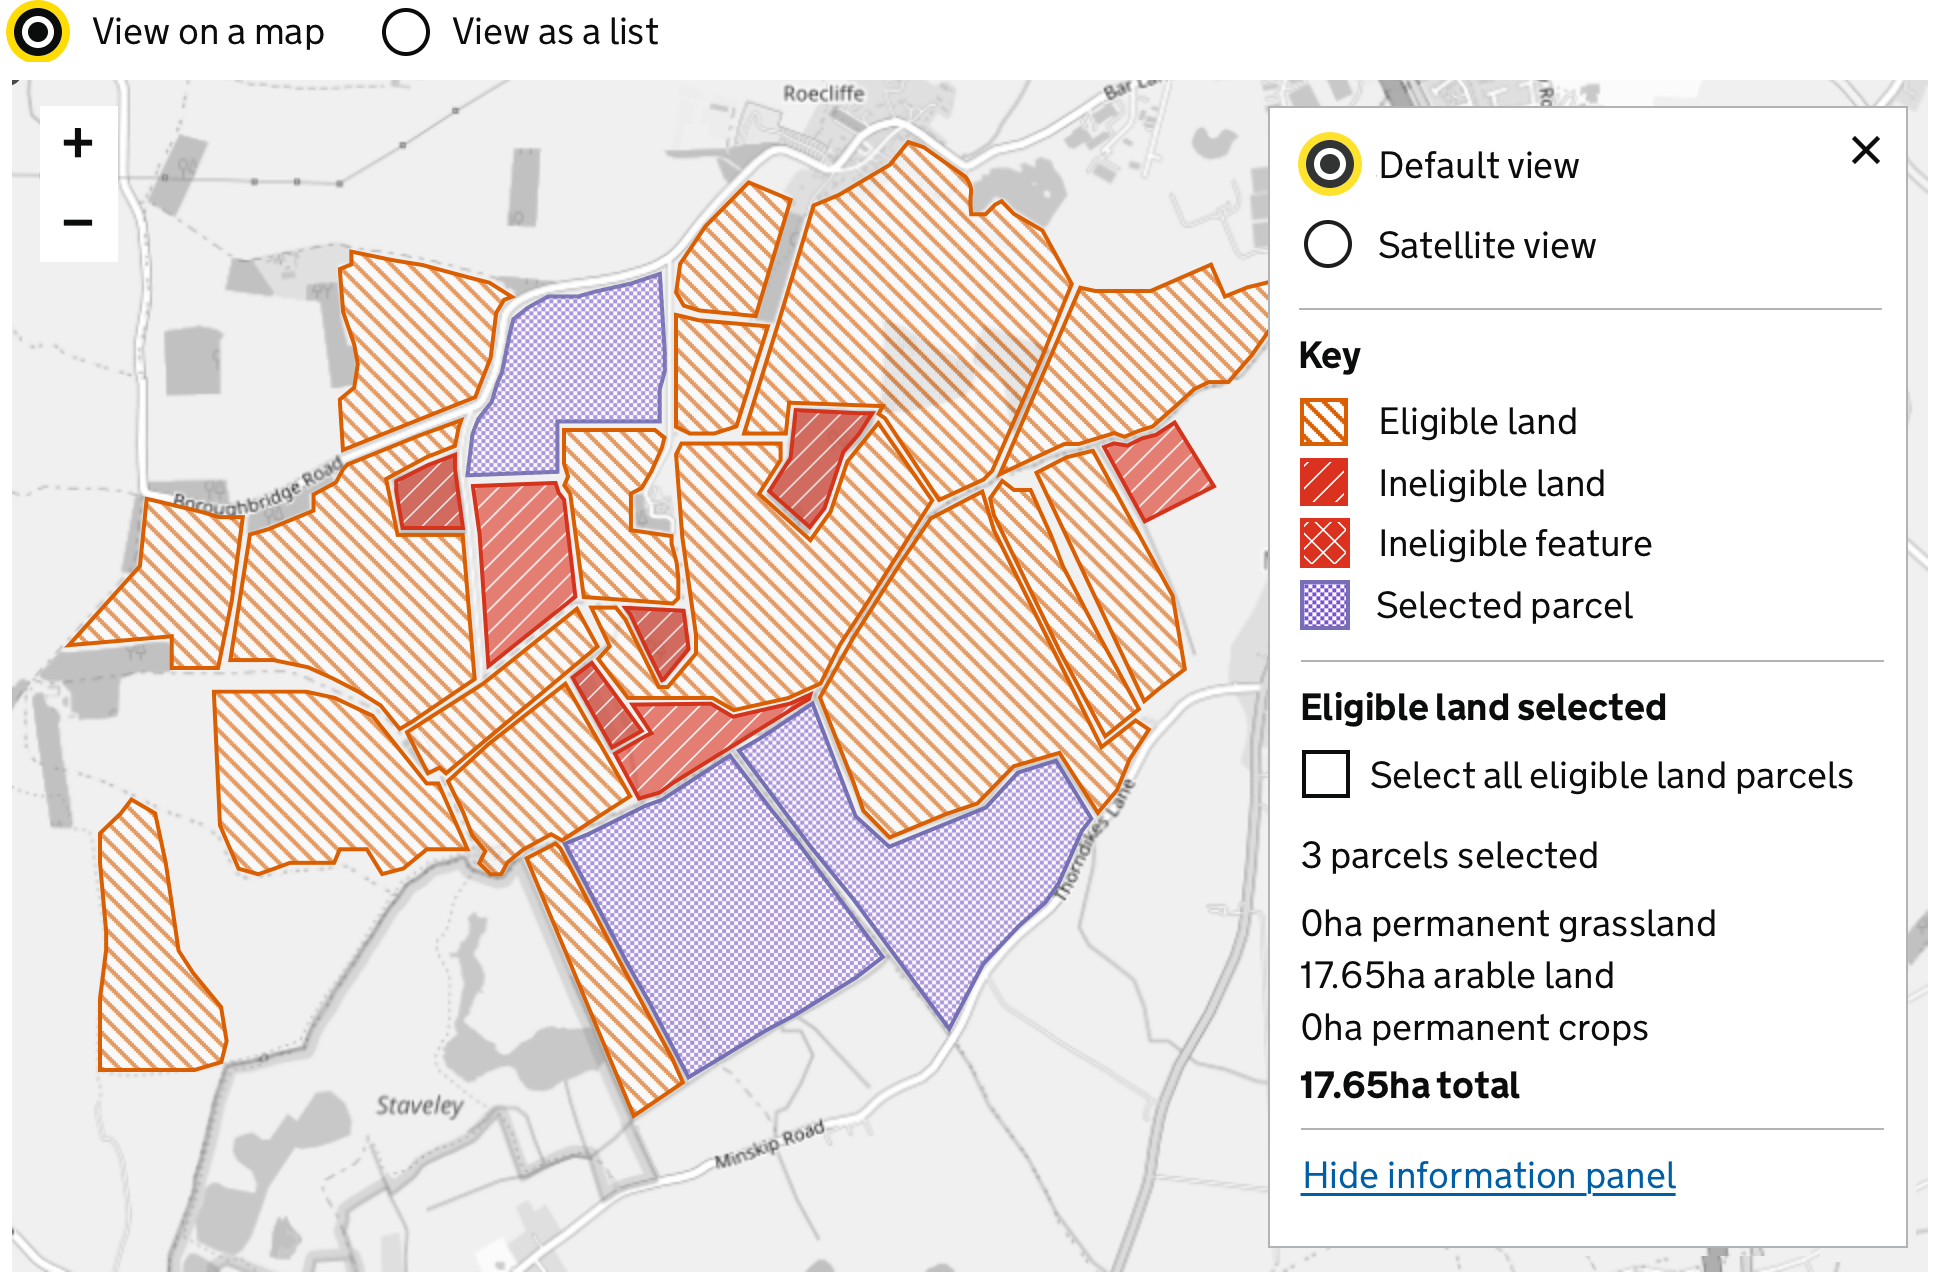 View on a map
View as a list
Roecliffe
Bar La
Default view
Satellite view
Key
Eligible land
Ineligible land
Ineligible feature
Selected parcel
Boroughbridge Road
Eligible land selected
Select all eligible land parcels
3 parcels selected
Thorndikes Lane
0ha permanent grassland
17.65ha arable land
0ha permanent crops
17.65ha total
Staveley
Minskip Road
Hide information panel